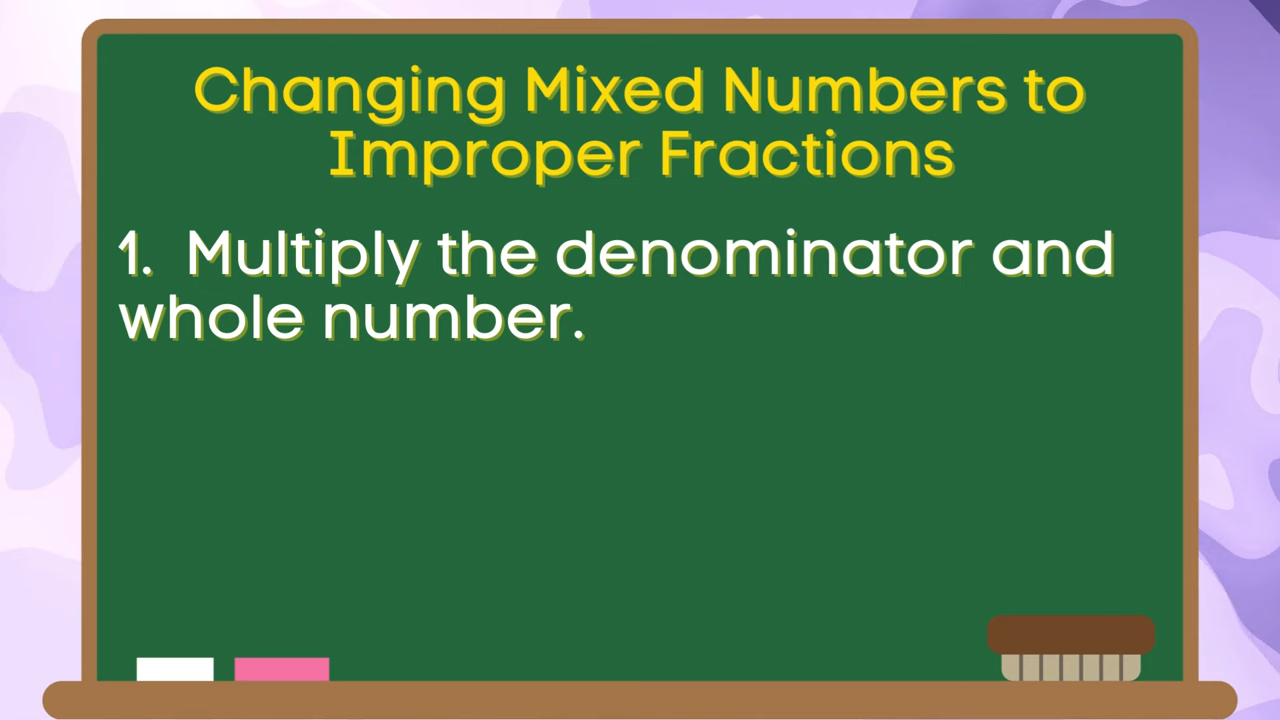 Changing Mixed Numbers to
Improper Fractions
1. Multiply the denominator and
whole number.